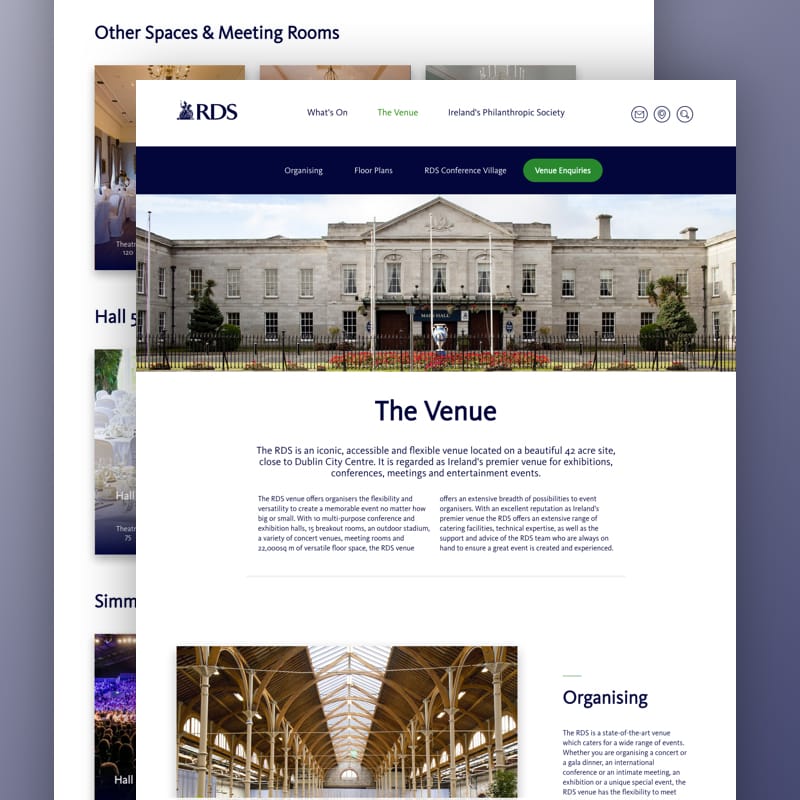 Other Spaces & Meeting Rooms
Theatre
120
Hall 5
Hall
Theatre
75
Simm
Hall
RDS
What's On
The Venue
Ireland's Philanthropic Society
Organising
Floor Plans
RDS Conference Village
Venue Enquiries
MAIN HALL
The Venue
The RDS is an iconic, accessible and flexible venue located on a beautiful 42 acre site,
close to Dublin City Centre. It is regarded as Ireland's premier venue for exhibitions,
conferences, meetings and entertainment events.
The RDS venue offers organisers the flexibility and
versatility to create a memorable event no matter how
big or small. With 10 multi-purpose conference and
exhibition halls, 15 breakout rooms, an outdoor stadium,
a variety of concert venues, meeting rooms and
22,000sq m of versatile floor space, the RDS venue
offers an extensive breadth of possibilities to event
organisers. With an excellent reputation as Ireland's
premier venue the RDS offers an extensive range of
catering facilities, technical expertise, as well as the
support and advice of the RDS team who are always on
hand to ensure a great event is created and experienced.
Organising
The RDS is a state-of-the-art venue
which caters for a wide range of events.
Whether you are organising a concert or
a gala dinner, an international
conference or an intimate meeting, an
exhibition or a unique special event, the
RDS venue has the flexibility to meet